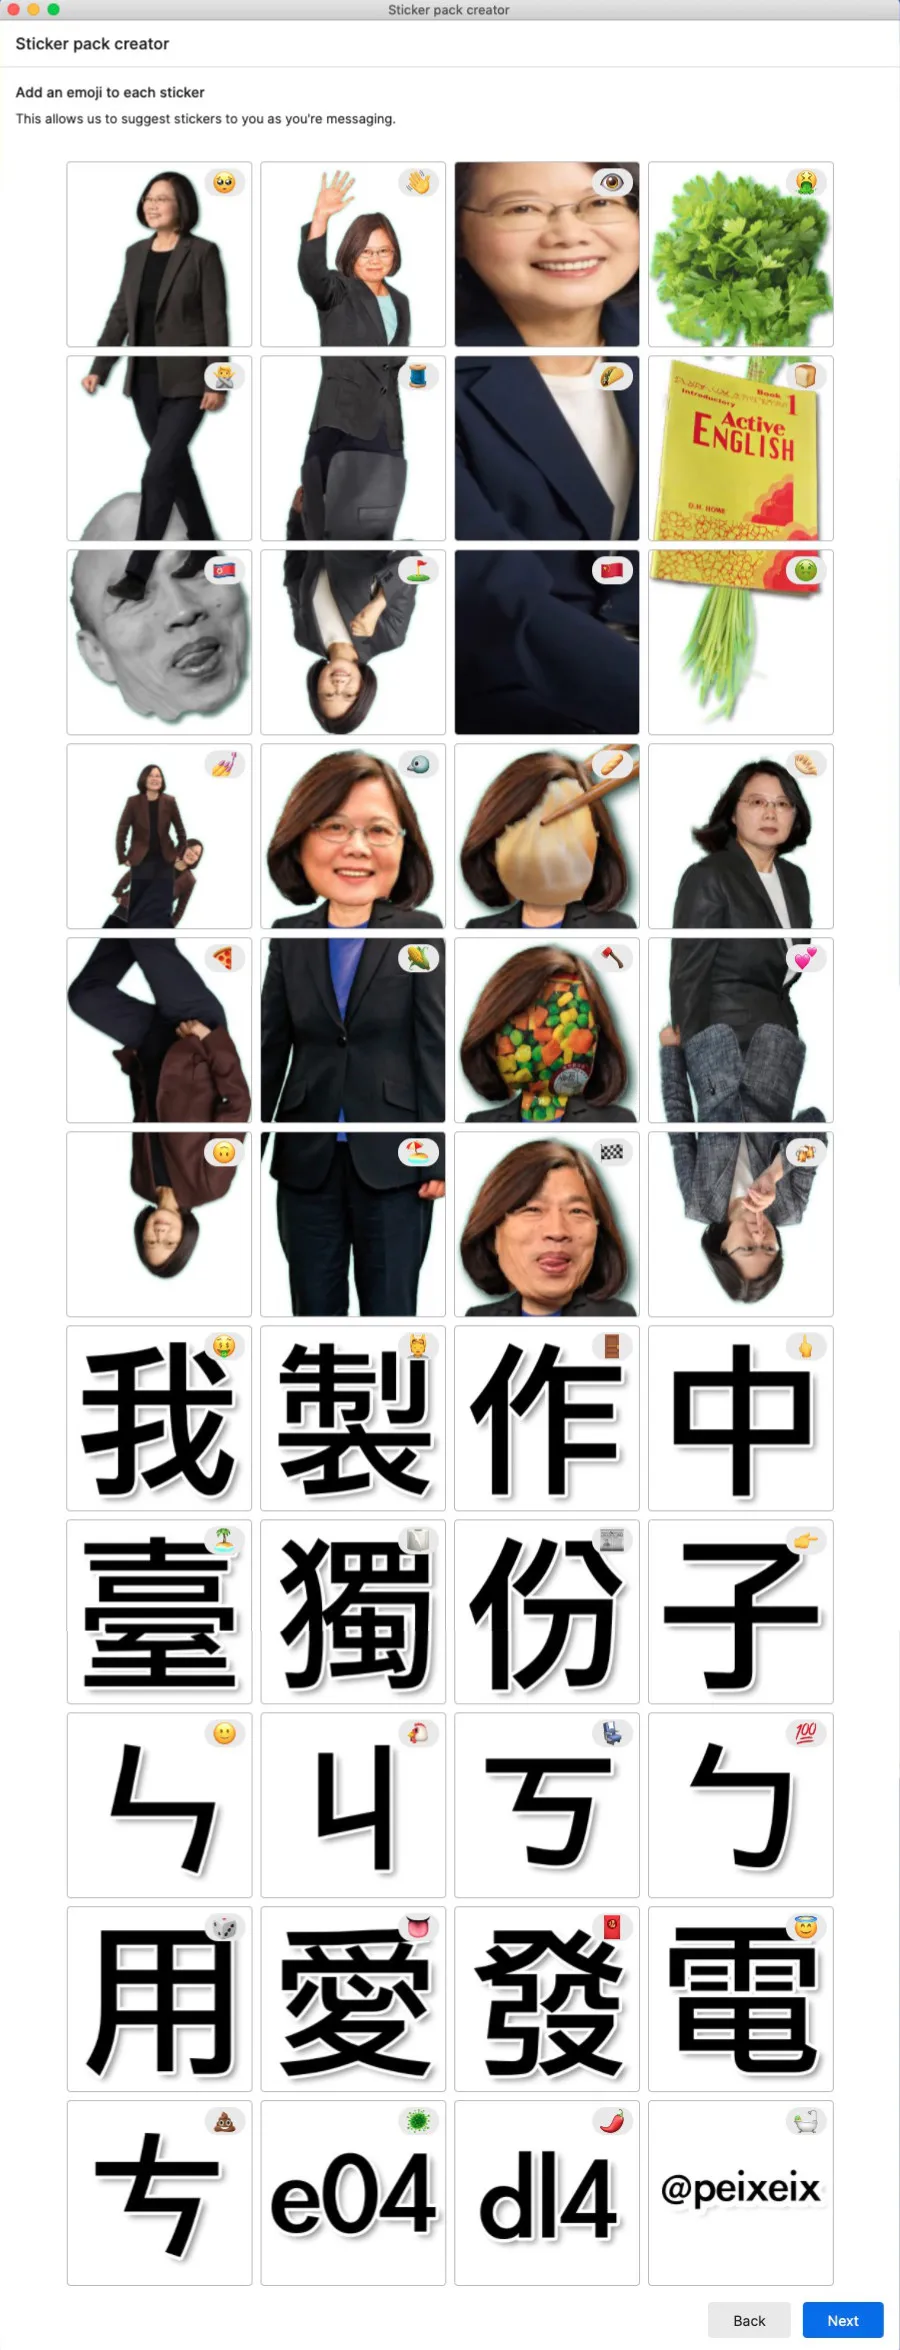 Sticker pack creator
Sticker pack creator
Add an emoji to each sticker
This allows us to suggest stickers to you as you're messaging.
Book 1
Introductory
Active
ENGLISH
D.H. HOWE
我 製 作 中
臺 獨 份 子
ㄣ ㄐ ㄎ ㄅ
100
用 愛 發 電
ㄘ e04 dl4 @peixeix
Back Next